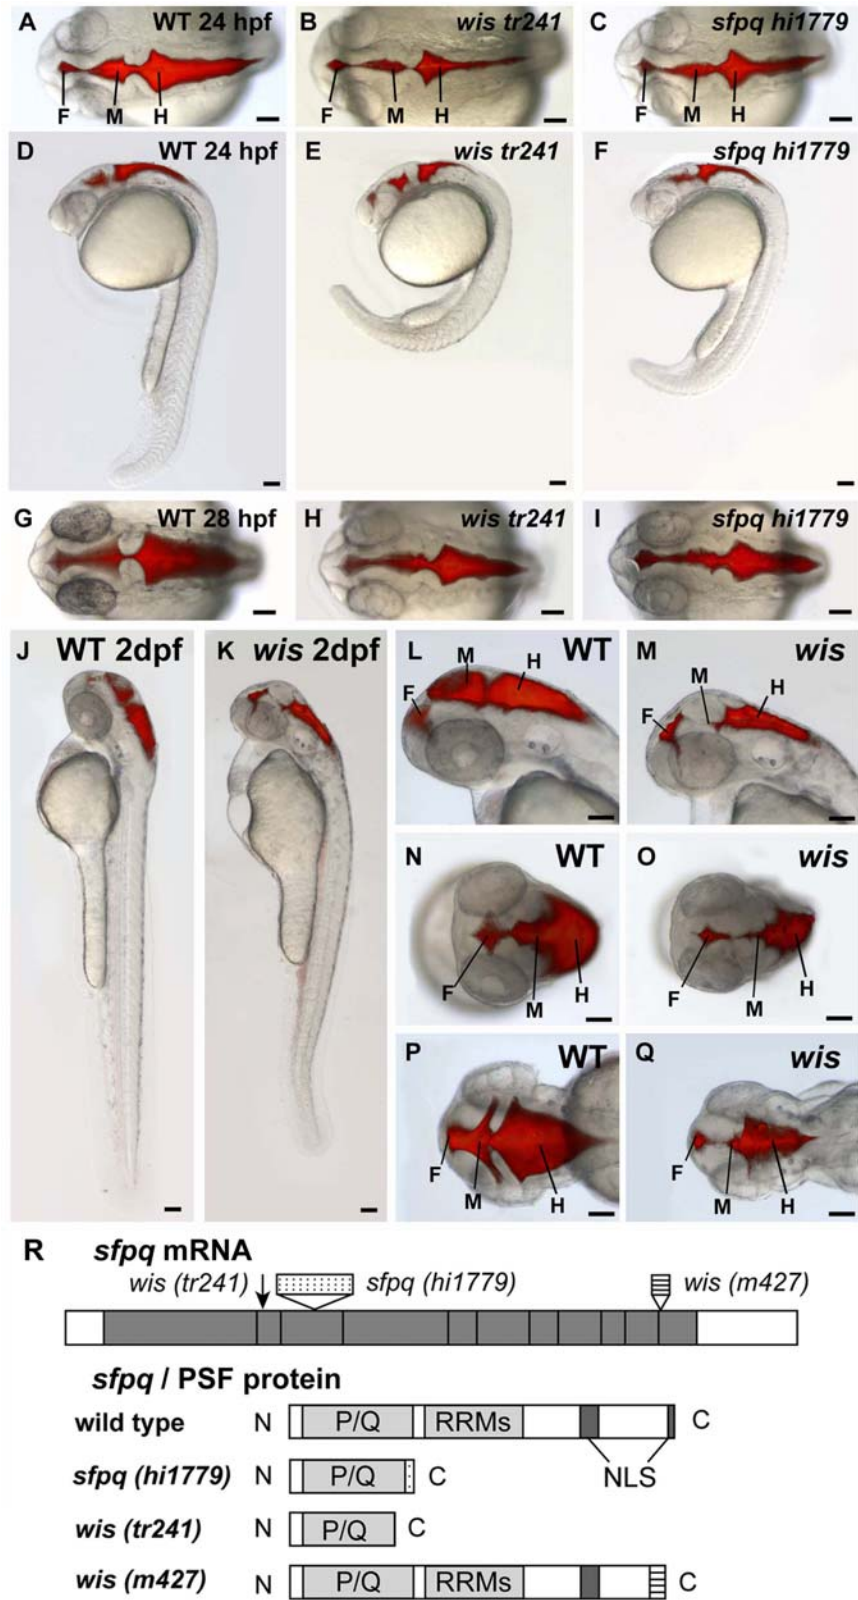 A WT 24 hpf
B wis tr241
C sfpq hi1779
F M H
F M H
F M H
D WT 24 hpf
E wis tr241
F sfpq hi1779
G WT 28 hpf
H wis tr241
I sfpq hi1779
J WT 2dpf
K wis 2dpf
L M H WT
F
M wis
M H
F
N WT
F M H
O wis
F M H
P WT
F M H
Q wis
F M H
R sfpq mRNA
wis (tr241) sfpq (hi1779) wis (m427)
sfpq / PSF protein
wild type N P/Q RRMs C
NLS
sfpq (hi1779) N P/Q C
wis (tr241) N P/Q C
wis (m427) N P/Q RRMs C